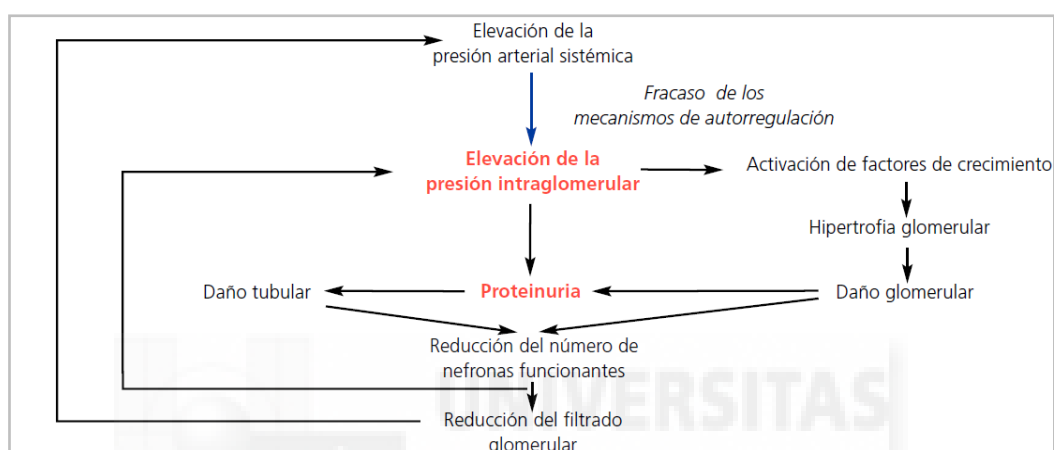 Elevación de la
presión arterial sistémica
Fracaso de los
mecanismos de autorregulación
Elevación de la
presión intraglomerular
Activación de factores de crecimiento
Hipertrofia glomerular
Daño tubular
Proteinuria
Daño glomerular
Reducción del número de
nefronas funcionantes
UNIVERSITAS
Reducción del filtrado
glomerular